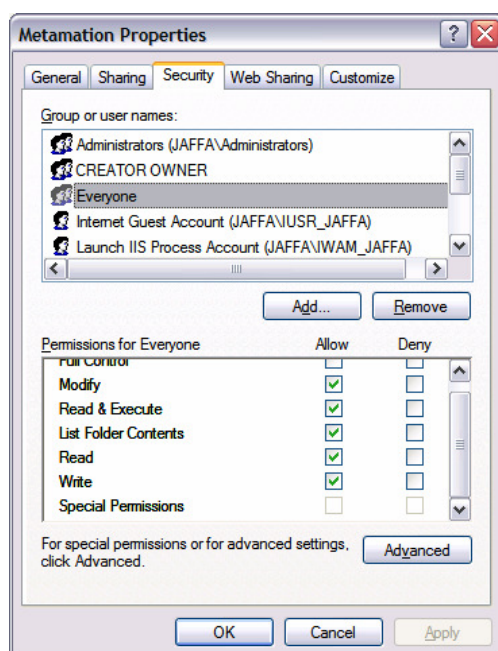 Metamation Properties
General Sharing Security Web Sharing Customize
Group or user names:
Administrators (JAFFA\Administrators)
CREATOR OWNER
Everyone
Internet Guest Account (JAFFA\IUSR_JAFFA)
Launch IIS Process Account (JAFFA\IWAM_JAFFA)
Add... Remove
Permissions for Everyone Allow Deny
Full Control
Modify
Read & Execute
List Folder Contents
Read
Write
Special Permissions
For special permissions or for advanced settings, Advanced
click Advanced.
OK Cancel Apply